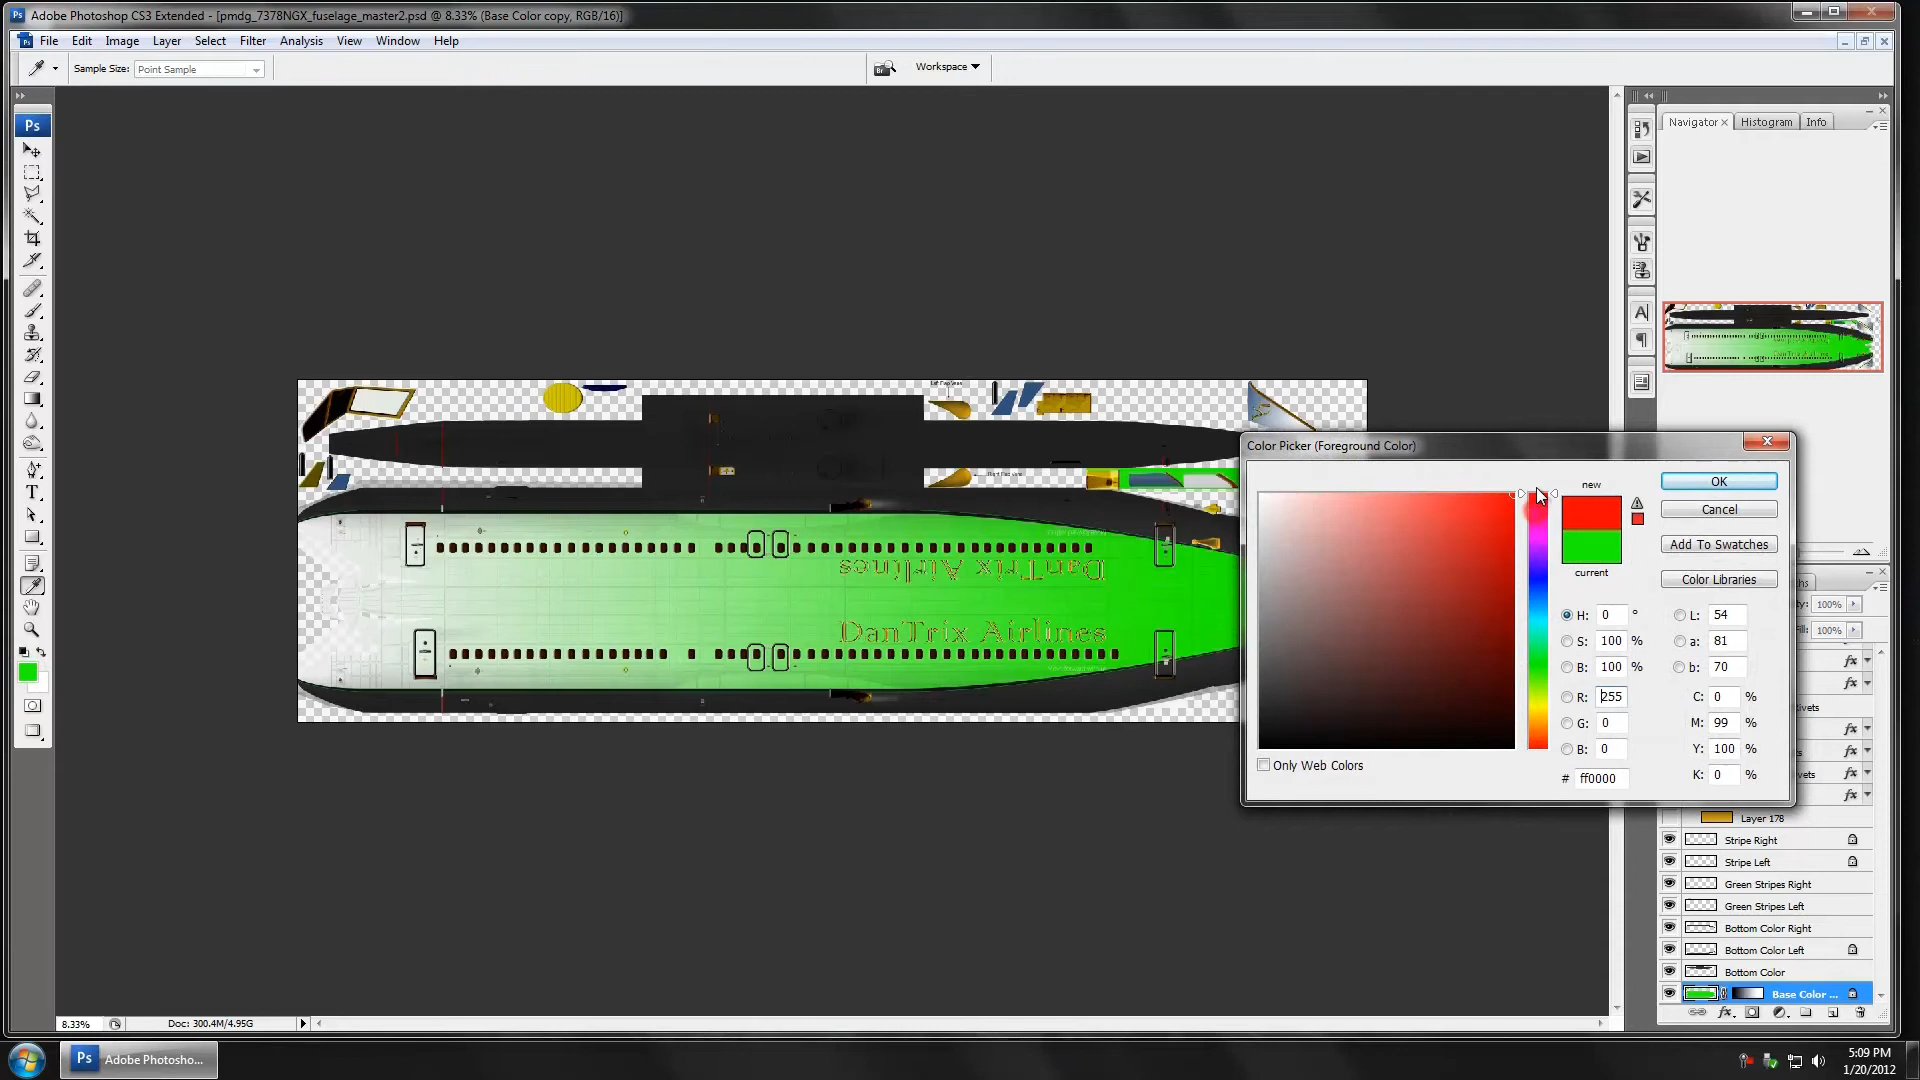 Adobe Photoshop CS3 Extended - [pmdg_7378NGX_fuselage_master2.psd @ 8.33% (Base Color copy, RGB/16)]
File Edit Image Layer Select Filter Analysis View Window Help
Sample Size: Point Sample
Br Workspace
Ps
Navigator Histogram Info
DanTrix Airlines
DanTrix Airlines
Color Picker (Foreground Color)
new
current
OK
Cancel
Add To Swatches
Color Libraries
H: 0 °
S: 100 %
B: 100 %
R: 255
G: 0
B: 0
# ff0000
L: 54
a: 81
b: 70
C: 0 %
M: 99 %
Y: 100 %
K: 0 %
Only Web Colors
100%
100%
Layer 178
Stripe Right
Stripe Left
Green Stripes Right
Green Stripes Left
Bottom Color Right
Bottom Color Left
Bottom Color
Base Color ...
8.33% Doc: 300.4M/4.95G
Ps Adobe Photosho...
5:09 PM
1/20/2012